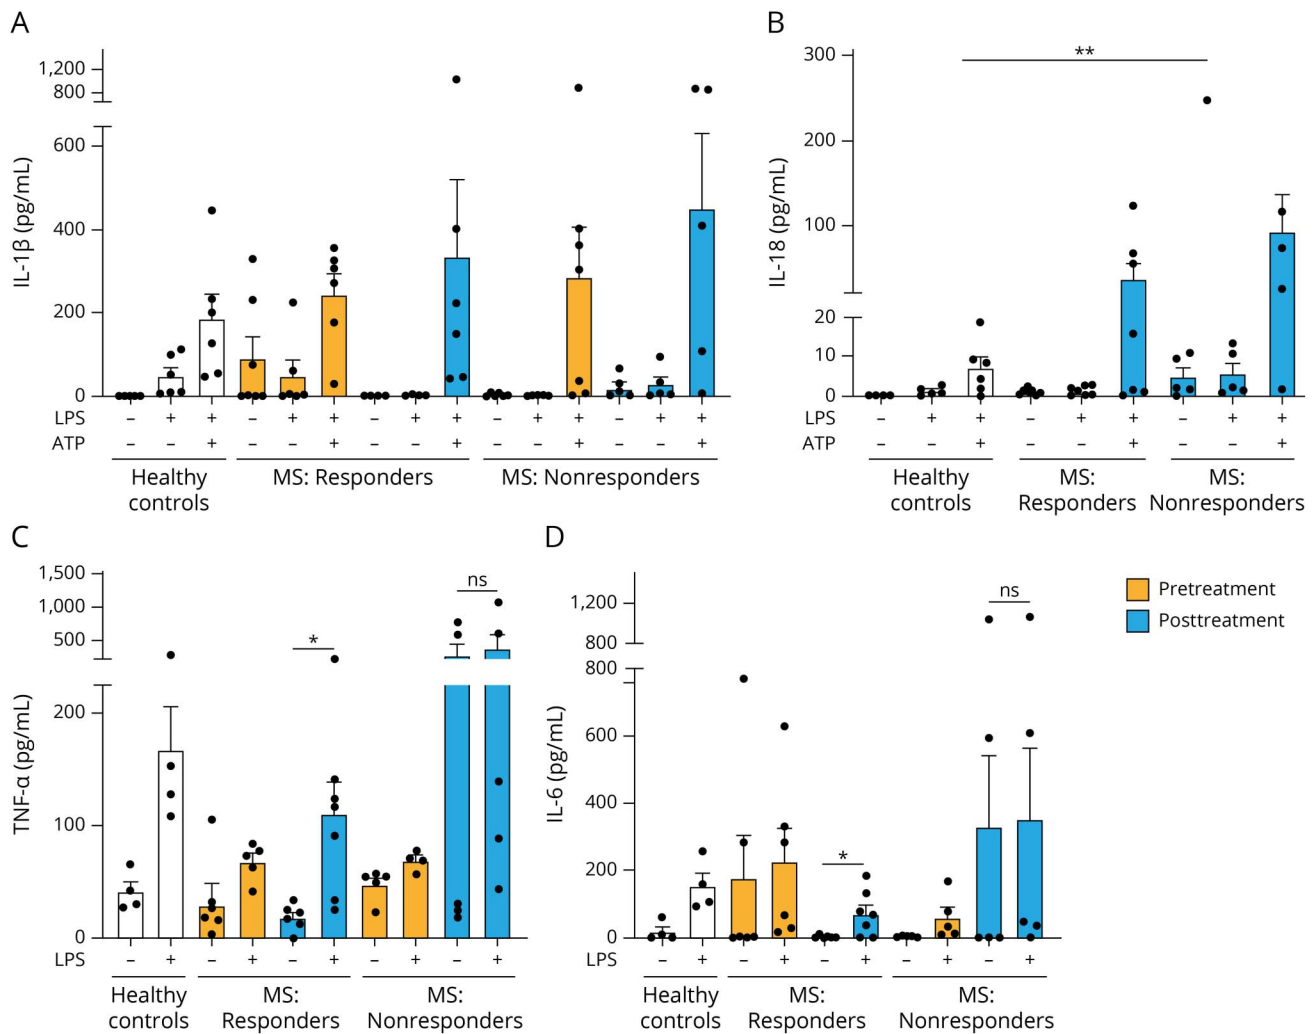 A
IL-1β (pg/mL)
1,200
800
600
400
200
0
LPS – + + – + + – + + – + + – + +
ATP – – + – – + – – + – – + – – +
Healthy controls
MS: Responders
MS: Nonresponders
B
**
IL-18 (pg/mL)
300
200
100
20
10
0
LPS – + + – + + – + +
ATP – – + – – + – – +
Healthy controls
MS: Responders
MS: Nonresponders
C
TNF-α (pg/mL)
1,500
1,000
500
200
100
0
*
ns
LPS – + – + – + – + – +
Healthy controls
MS: Responders
MS: Nonresponders
D
IL-6 (pg/mL)
1,200
800
800
600
400
200
0
*
ns
LPS – + – + – + – + – +
Healthy controls
MS: Responders
MS: Nonresponders
Pretreatment
Posttreatment